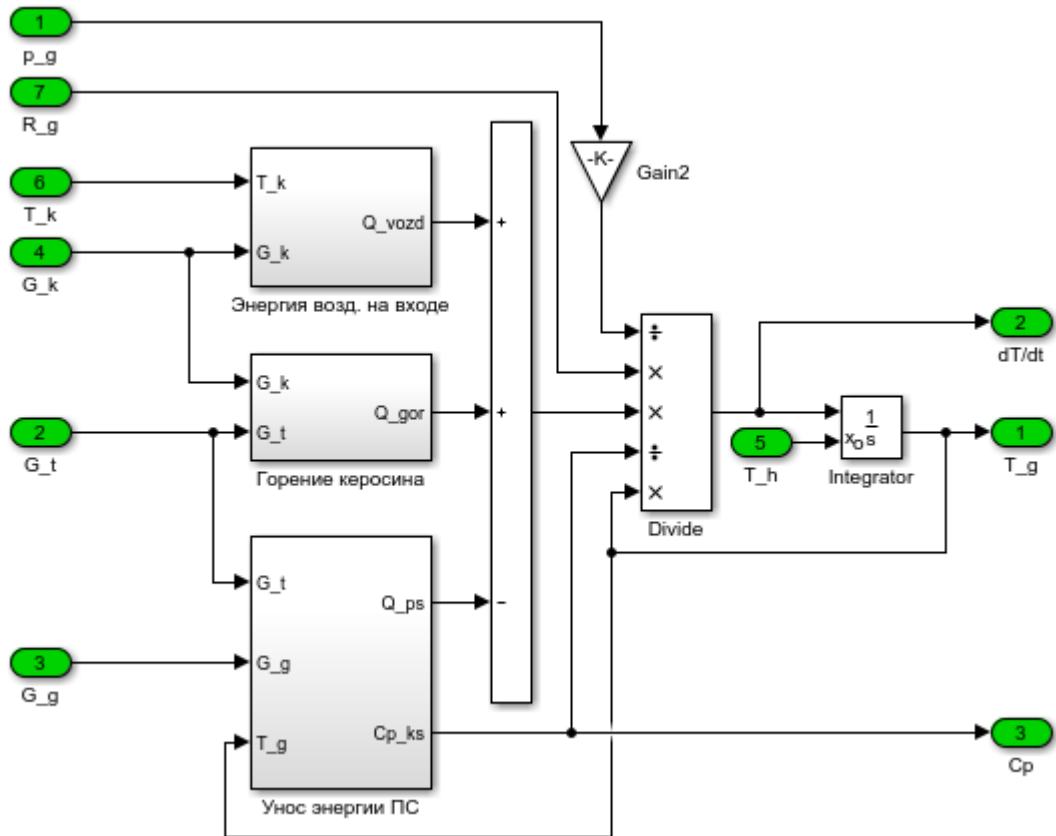 1
p_g
7
R_g
-K-
Gain2
6
T_k
T_k
Q_vozd
+
4
G_k
G_k
Энергия возд. на входе
÷
2
dT/dt
×
G_k
Q_gor
+
×
1
s
xo
1
T_g
2
G_t
G_t
÷
5
T_h
Integrator
Горение керосина
×
Divide
G_t
Q_ps
−
3
G_g
G_g
T_g
Cp_ks
3
Cp
Унос энергии ПС